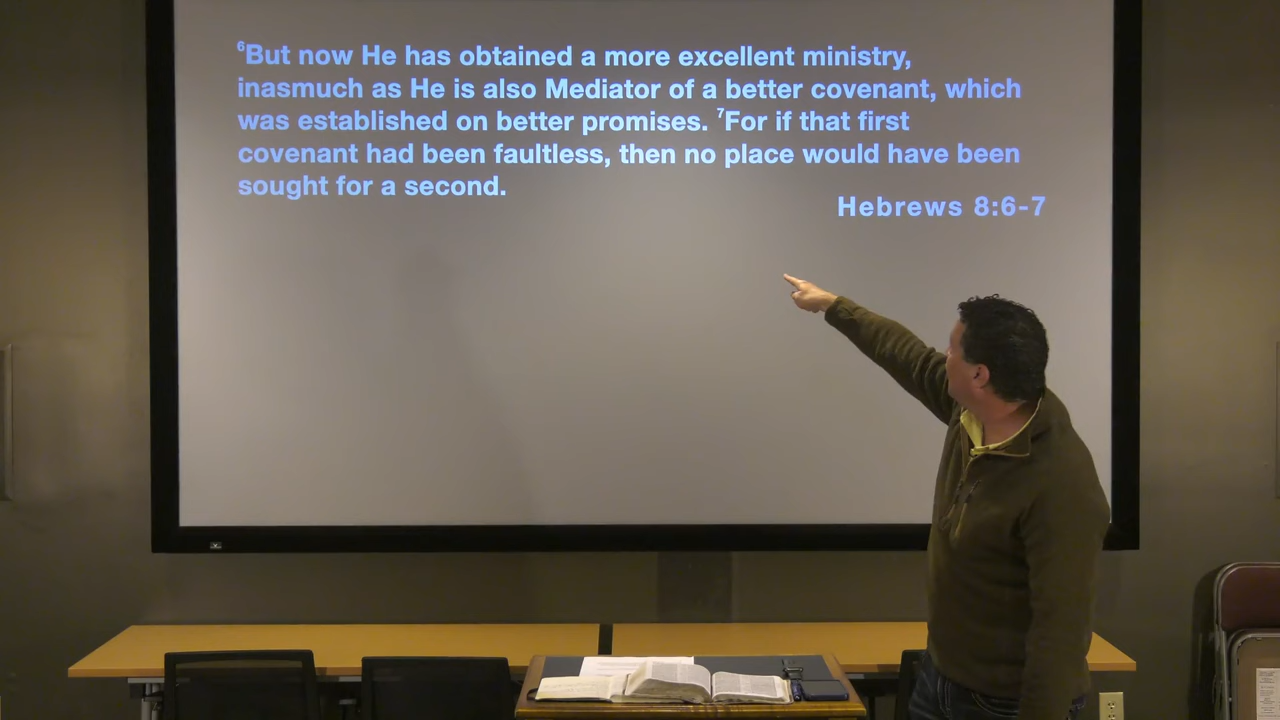 ⁶But now He has obtained a more excellent ministry,
inasmuch as He is also Mediator of a better covenant, which
was established on better promises. ⁷For if that first
covenant had been faultless, then no place would have been
sought for a second.
Hebrews 8:6-7